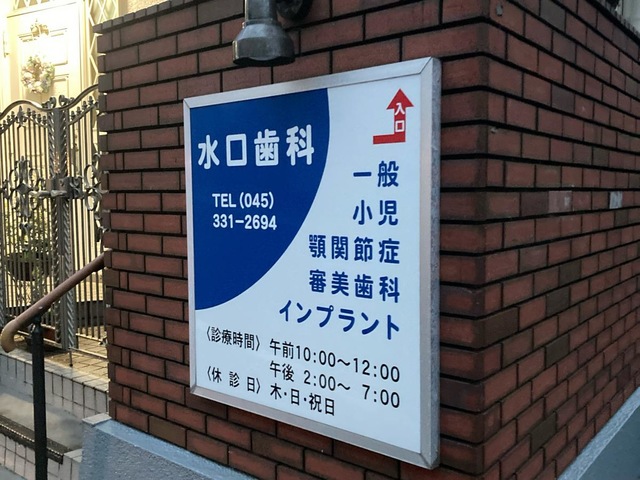 水口歯科
TEL(045)
331-2694
入口
一般
小児
顎関節症
審美歯科
インプラント
〈診療時間〉午前10:00〜12:00
午後 2:00〜 7:00
〈休診日〉木・日・祝日